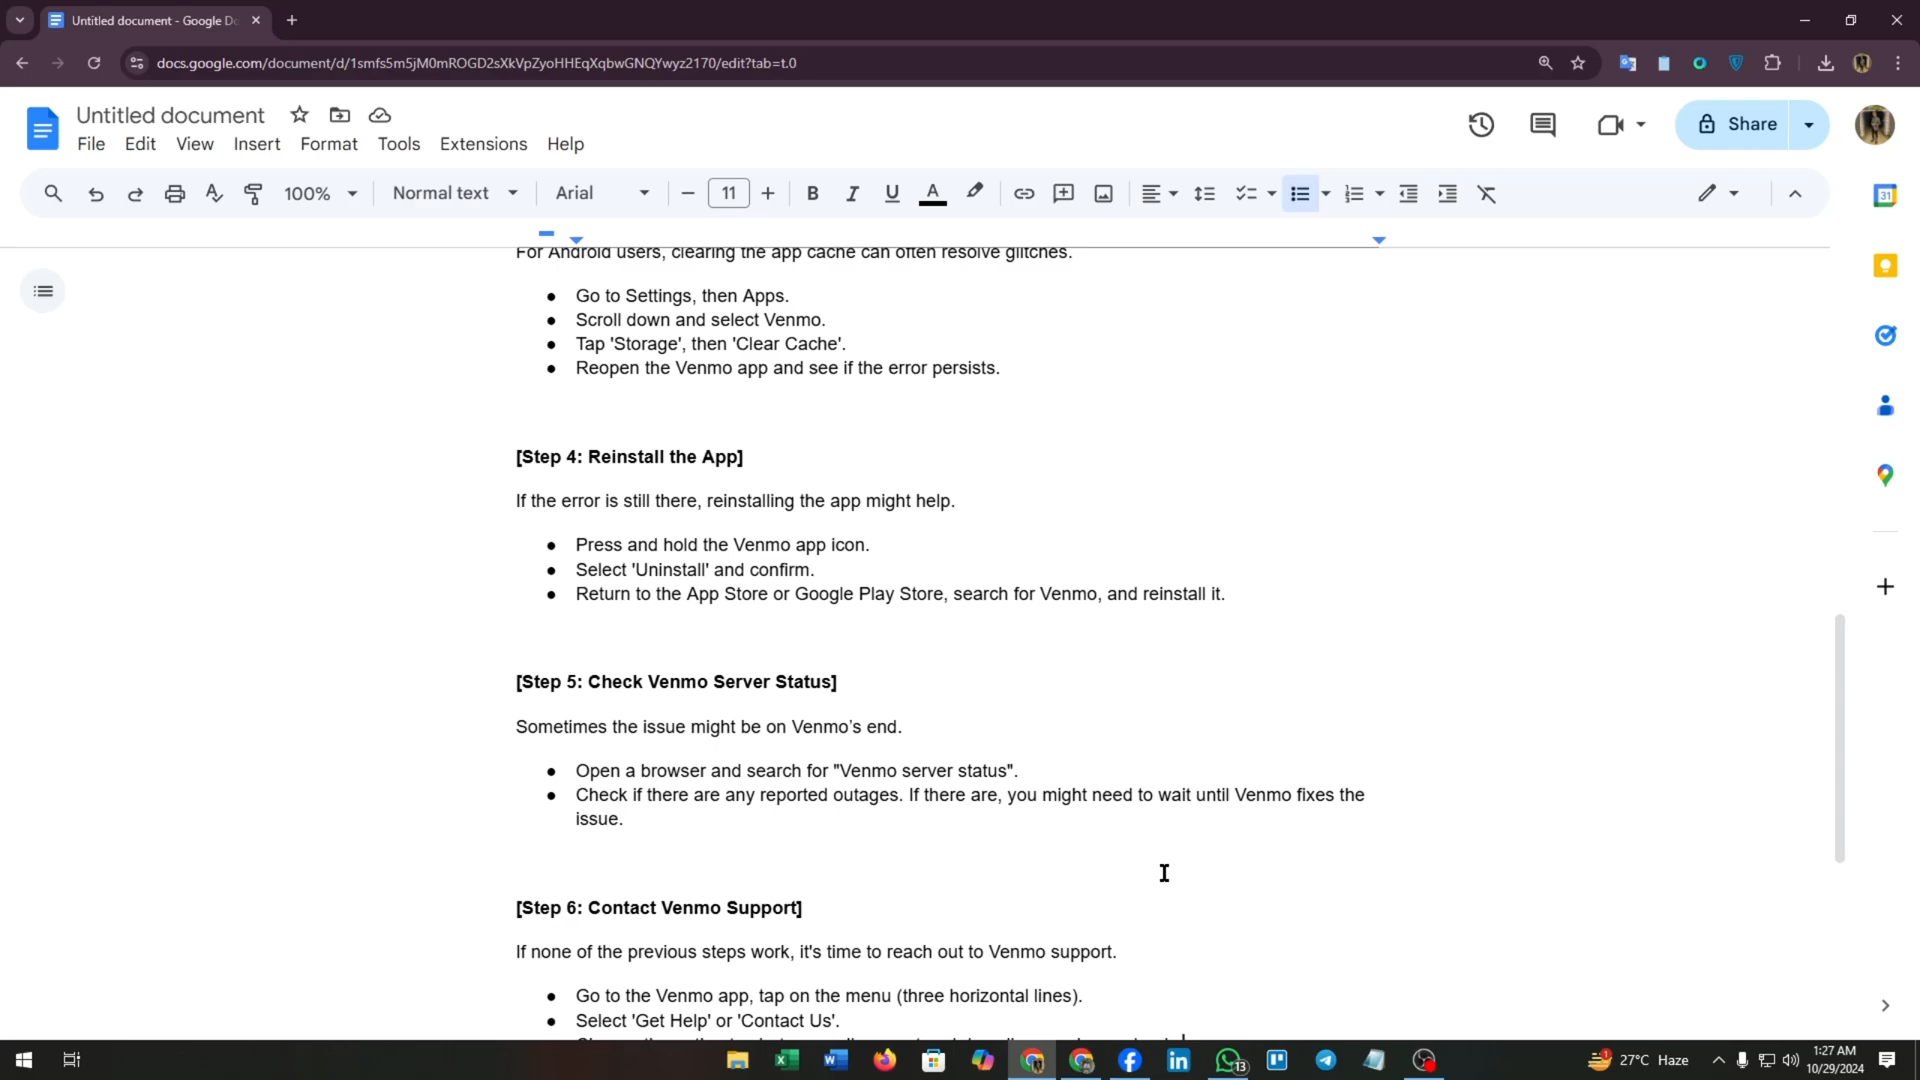 Untitled document - Google Do
docs.google.com/document/d/1smfs5m5jM0mROGD2sXkVpZyoHHEqXqbwGNQYwyz2170/edit?tab=t.0
Untitled document
File Edit View Insert Format Tools Extensions Help
Share
100% Normal text Arial 11
31
For Android users, clearing the app cache can often resolve glitches.
● Go to Settings, then Apps.
● Scroll down and select Venmo.
● Tap 'Storage', then 'Clear Cache'.
● Reopen the Venmo app and see if the error persists.
[Step 4: Reinstall the App]
If the error is still there, reinstalling the app might help.
● Press and hold the Venmo app icon.
● Select 'Uninstall' and confirm.
● Return to the App Store or Google Play Store, search for Venmo, and reinstall it.
[Step 5: Check Venmo Server Status]
Sometimes the issue might be on Venmo’s end.
● Open a browser and search for "Venmo server status".
● Check if there are any reported outages. If there are, you might need to wait until Venmo fixes the
issue.
[Step 6: Contact Venmo Support]
If none of the previous steps work, it's time to reach out to Venmo support.
● Go to the Venmo app, tap on the menu (three horizontal lines).
● Select 'Get Help' or 'Contact Us'.
13
1
27°C Haze
1:27 AM
10/29/2024